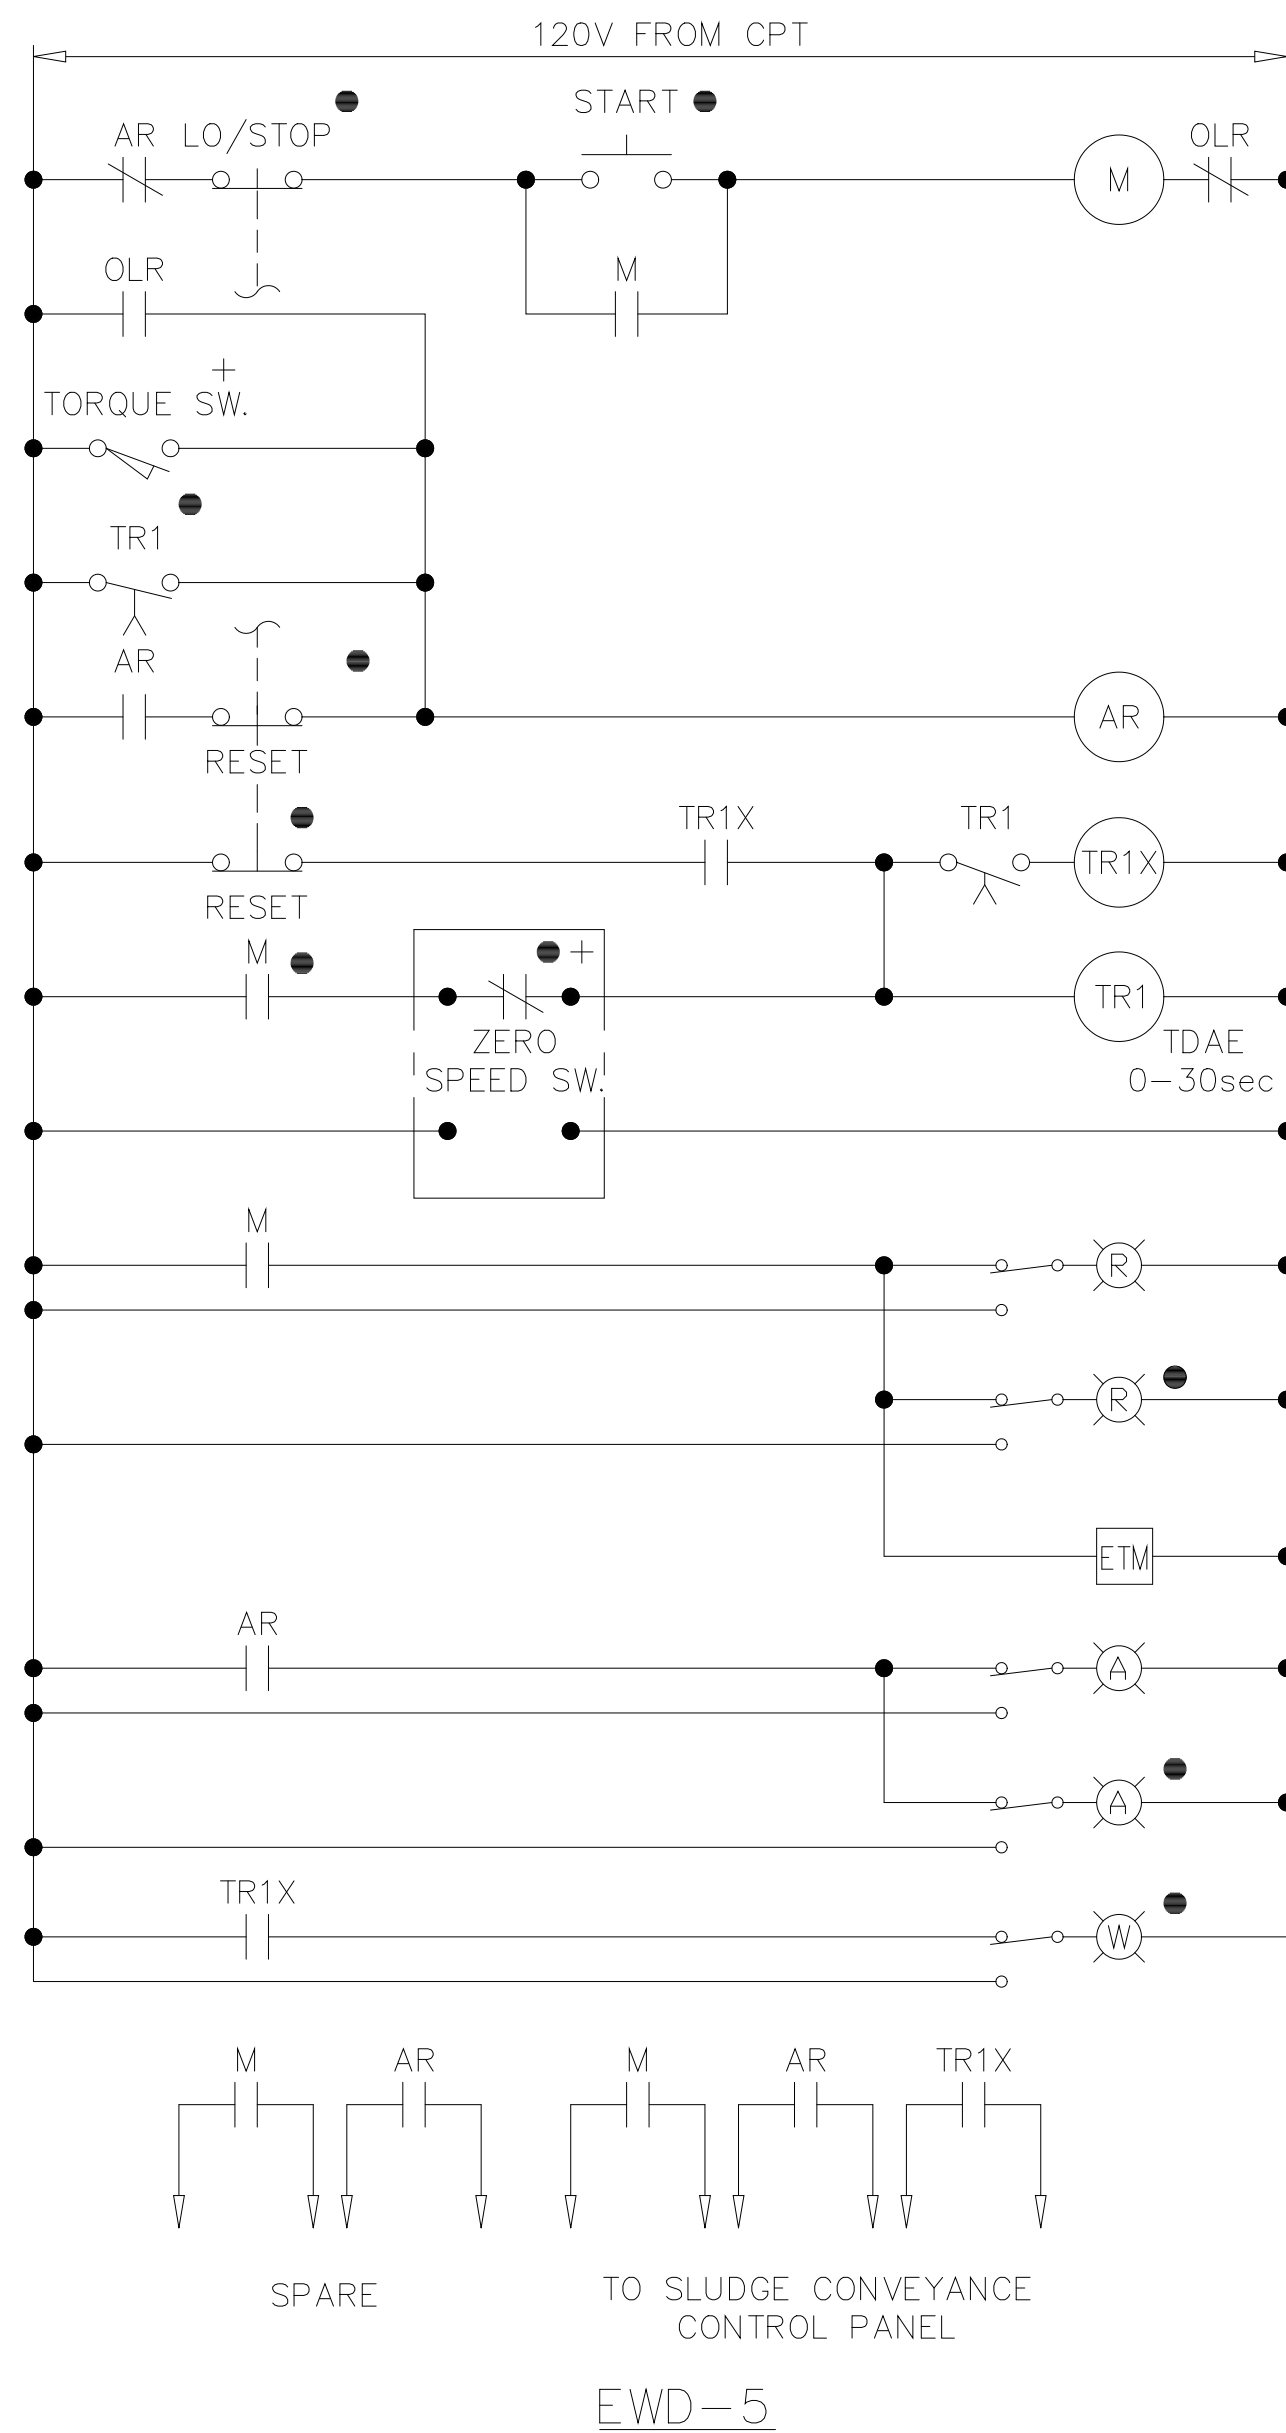 120V FROM CPT
START
AR LO/STOP
OLR
M
OLR
M
+
TORQUE SW.
TR1
AR
AR
RESET
TR1X
TR1
TR1X
RESET
M
+
TR1
ZERO
TDAE
SPEED SW.
0-30sec
M
R
R
ETM
AR
A
A
TR1X
W
M
AR
M
AR
TR1X
SPARE
TO SLUDGE CONVEYANCE
CONTROL PANEL
EWD-5